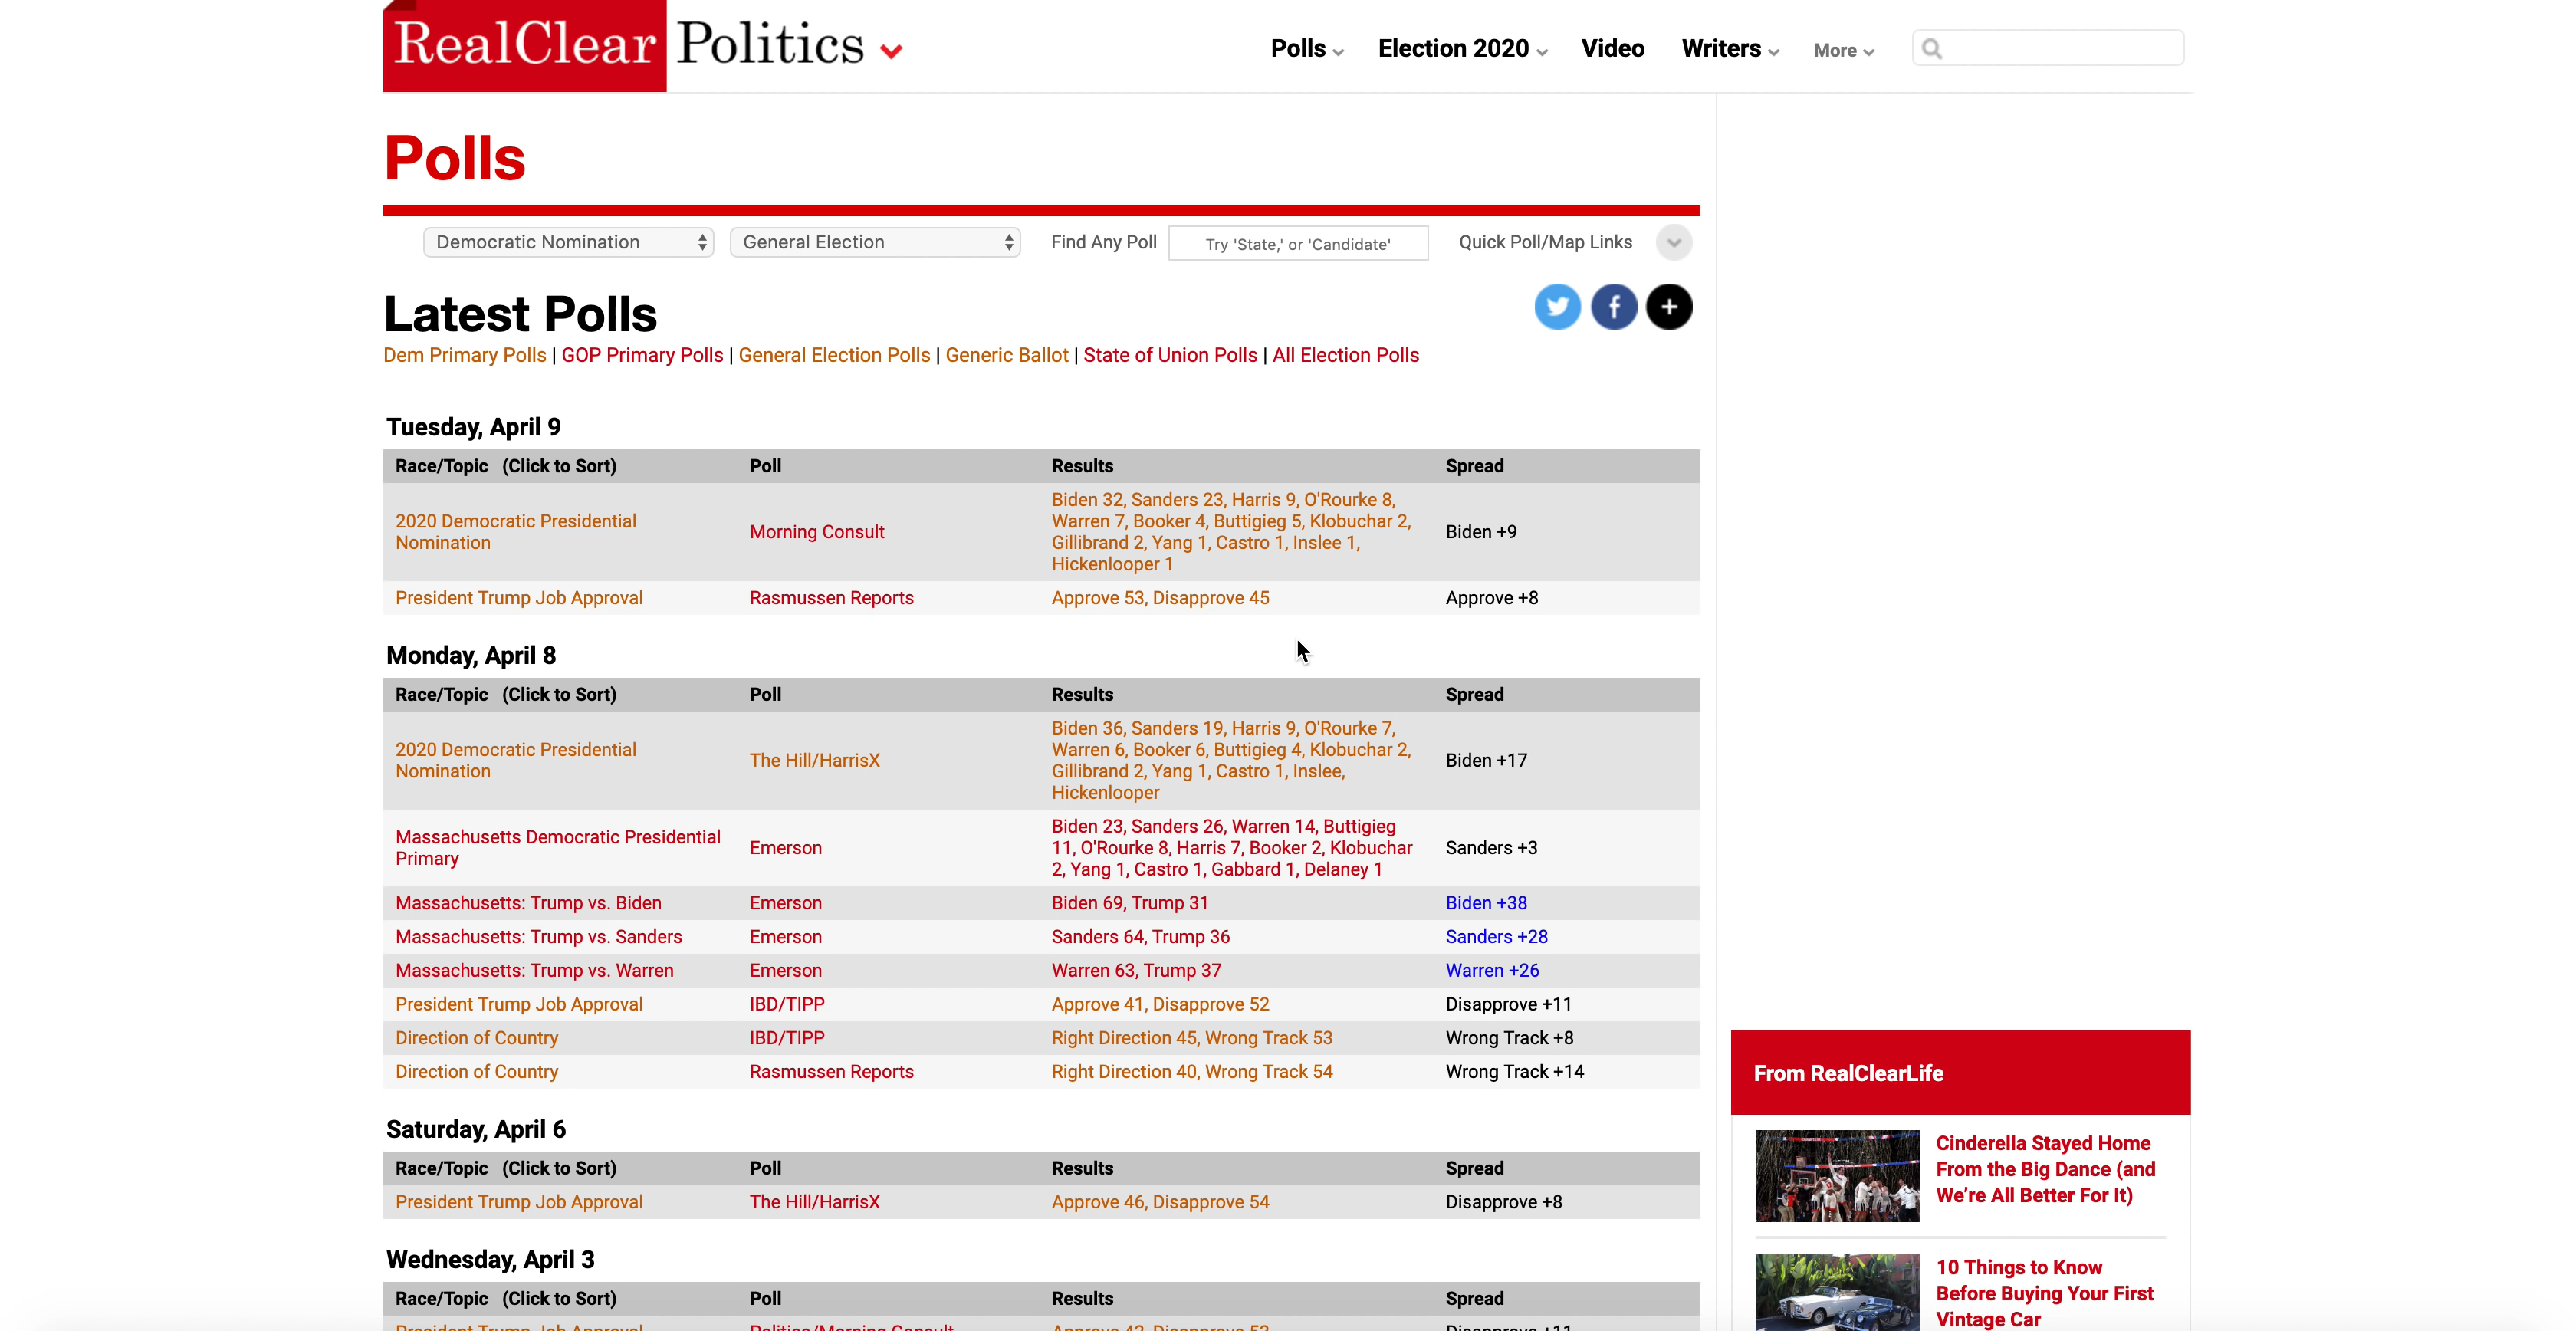 RealClear Politics
Polls Election 2020 Video Writers More
Polls
Democratic Nomination General Election Find Any Poll Try 'State,' or 'Candidate' Quick Poll/Map Links
Latest Polls
Dem Primary Polls | GOP Primary Polls | General Election Polls | Generic Ballot | State of Union Polls | All Election Polls
Tuesday, April 9
Race/Topic (Click to Sort) Poll Results Spread
2020 Democratic Presidential
Nomination
Morning Consult
Biden 32, Sanders 23, Harris 9, O'Rourke 8,
Warren 7, Booker 4, Buttigieg 5, Klobuchar 2,
Gillibrand 2, Yang 1, Castro 1, Inslee 1,
Hickenlooper 1
Biden +9
President Trump Job Approval Rasmussen Reports Approve 53, Disapprove 45 Approve +8
Monday, April 8
Race/Topic (Click to Sort) Poll Results Spread
2020 Democratic Presidential
Nomination
The Hill/HarrisX
Biden 36, Sanders 19, Harris 9, O'Rourke 7,
Warren 6, Booker 6, Buttigieg 4, Klobuchar 2,
Gillibrand 2, Yang 1, Castro 1, Inslee,
Hickenlooper
Biden +17
Massachusetts Democratic Presidential
Primary
Emerson
Biden 23, Sanders 26, Warren 14, Buttigieg
11, O'Rourke 8, Harris 7, Booker 2, Klobuchar
2, Yang 1, Castro 1, Gabbard 1, Delaney 1
Sanders +3
Massachusetts: Trump vs. Biden Emerson Biden 69, Trump 31 Biden +38
Massachusetts: Trump vs. Sanders Emerson Sanders 64, Trump 36 Sanders +28
Massachusetts: Trump vs. Warren Emerson Warren 63, Trump 37 Warren +26
President Trump Job Approval IBD/TIPP Approve 41, Disapprove 52 Disapprove +11
Direction of Country IBD/TIPP Right Direction 45, Wrong Track 53 Wrong Track +8
Direction of Country Rasmussen Reports Right Direction 40, Wrong Track 54 Wrong Track +14
Saturday, April 6
Race/Topic (Click to Sort) Poll Results Spread
President Trump Job Approval The Hill/HarrisX Approve 46, Disapprove 54 Disapprove +8
Wednesday, April 3
Race/Topic (Click to Sort) Poll Results Spread
President Trump Job Approval Politico/Morning Consult Approve 42, Disapprove 53 Disapprove +11
From RealClearLife
Cinderella Stayed Home
From the Big Dance (and
We're All Better For It)
10 Things to Know
Before Buying Your First
Vintage Car